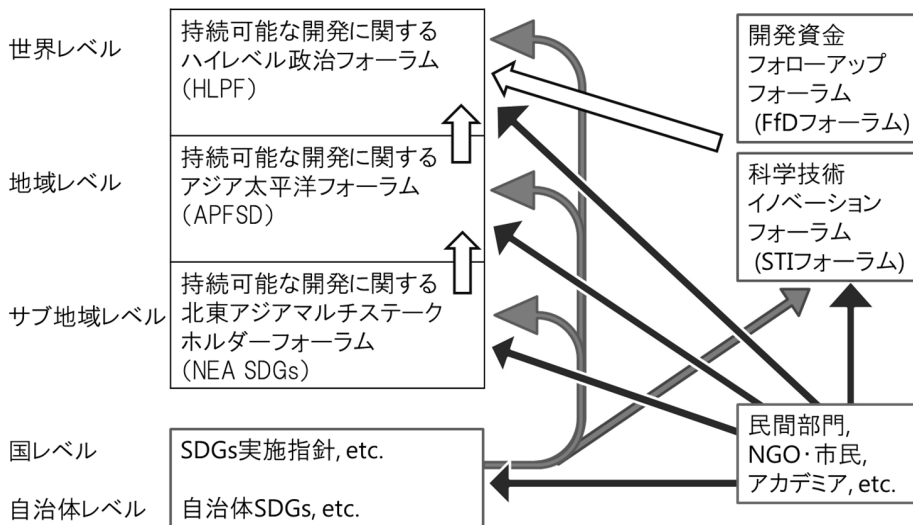 世界レベル
持続可能な開発に関する
ハイレベル政治フォーラム
(HLPF)
開発資金
フォローアップ
フォーラム
(FfDフォーラム)
地域レベル
持続可能な開発に関する
アジア太平洋フォーラム
(APFSD)
科学技術
イノベーション
フォーラム
(STIフォーラム)
サブ地域レベル
持続可能な開発に関する
北東アジアマルチステーク
ホルダーフォーラム
(NEA SDGs)
国レベル
SDGs実施指針, etc.
自治体レベル
自治体SDGs, etc.
民間部門,
NGO・市民,
アカデミア, etc.